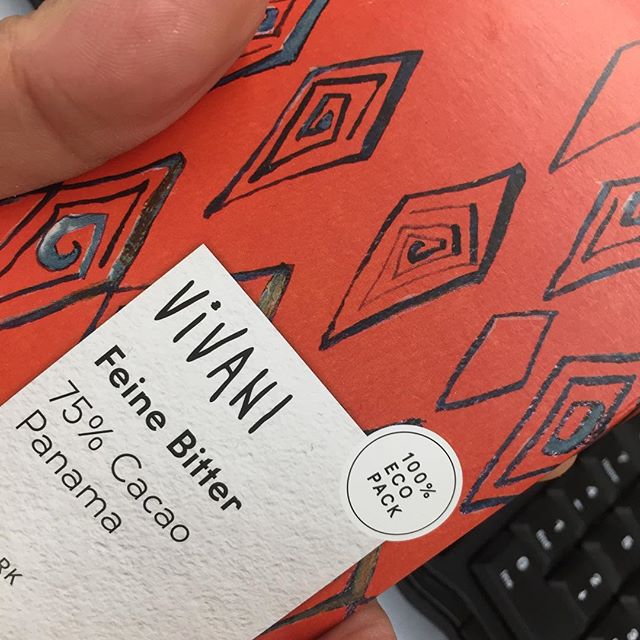 ViVANI
Feine Bitter
75% Cacao
Panama
100%
ECO
PACK